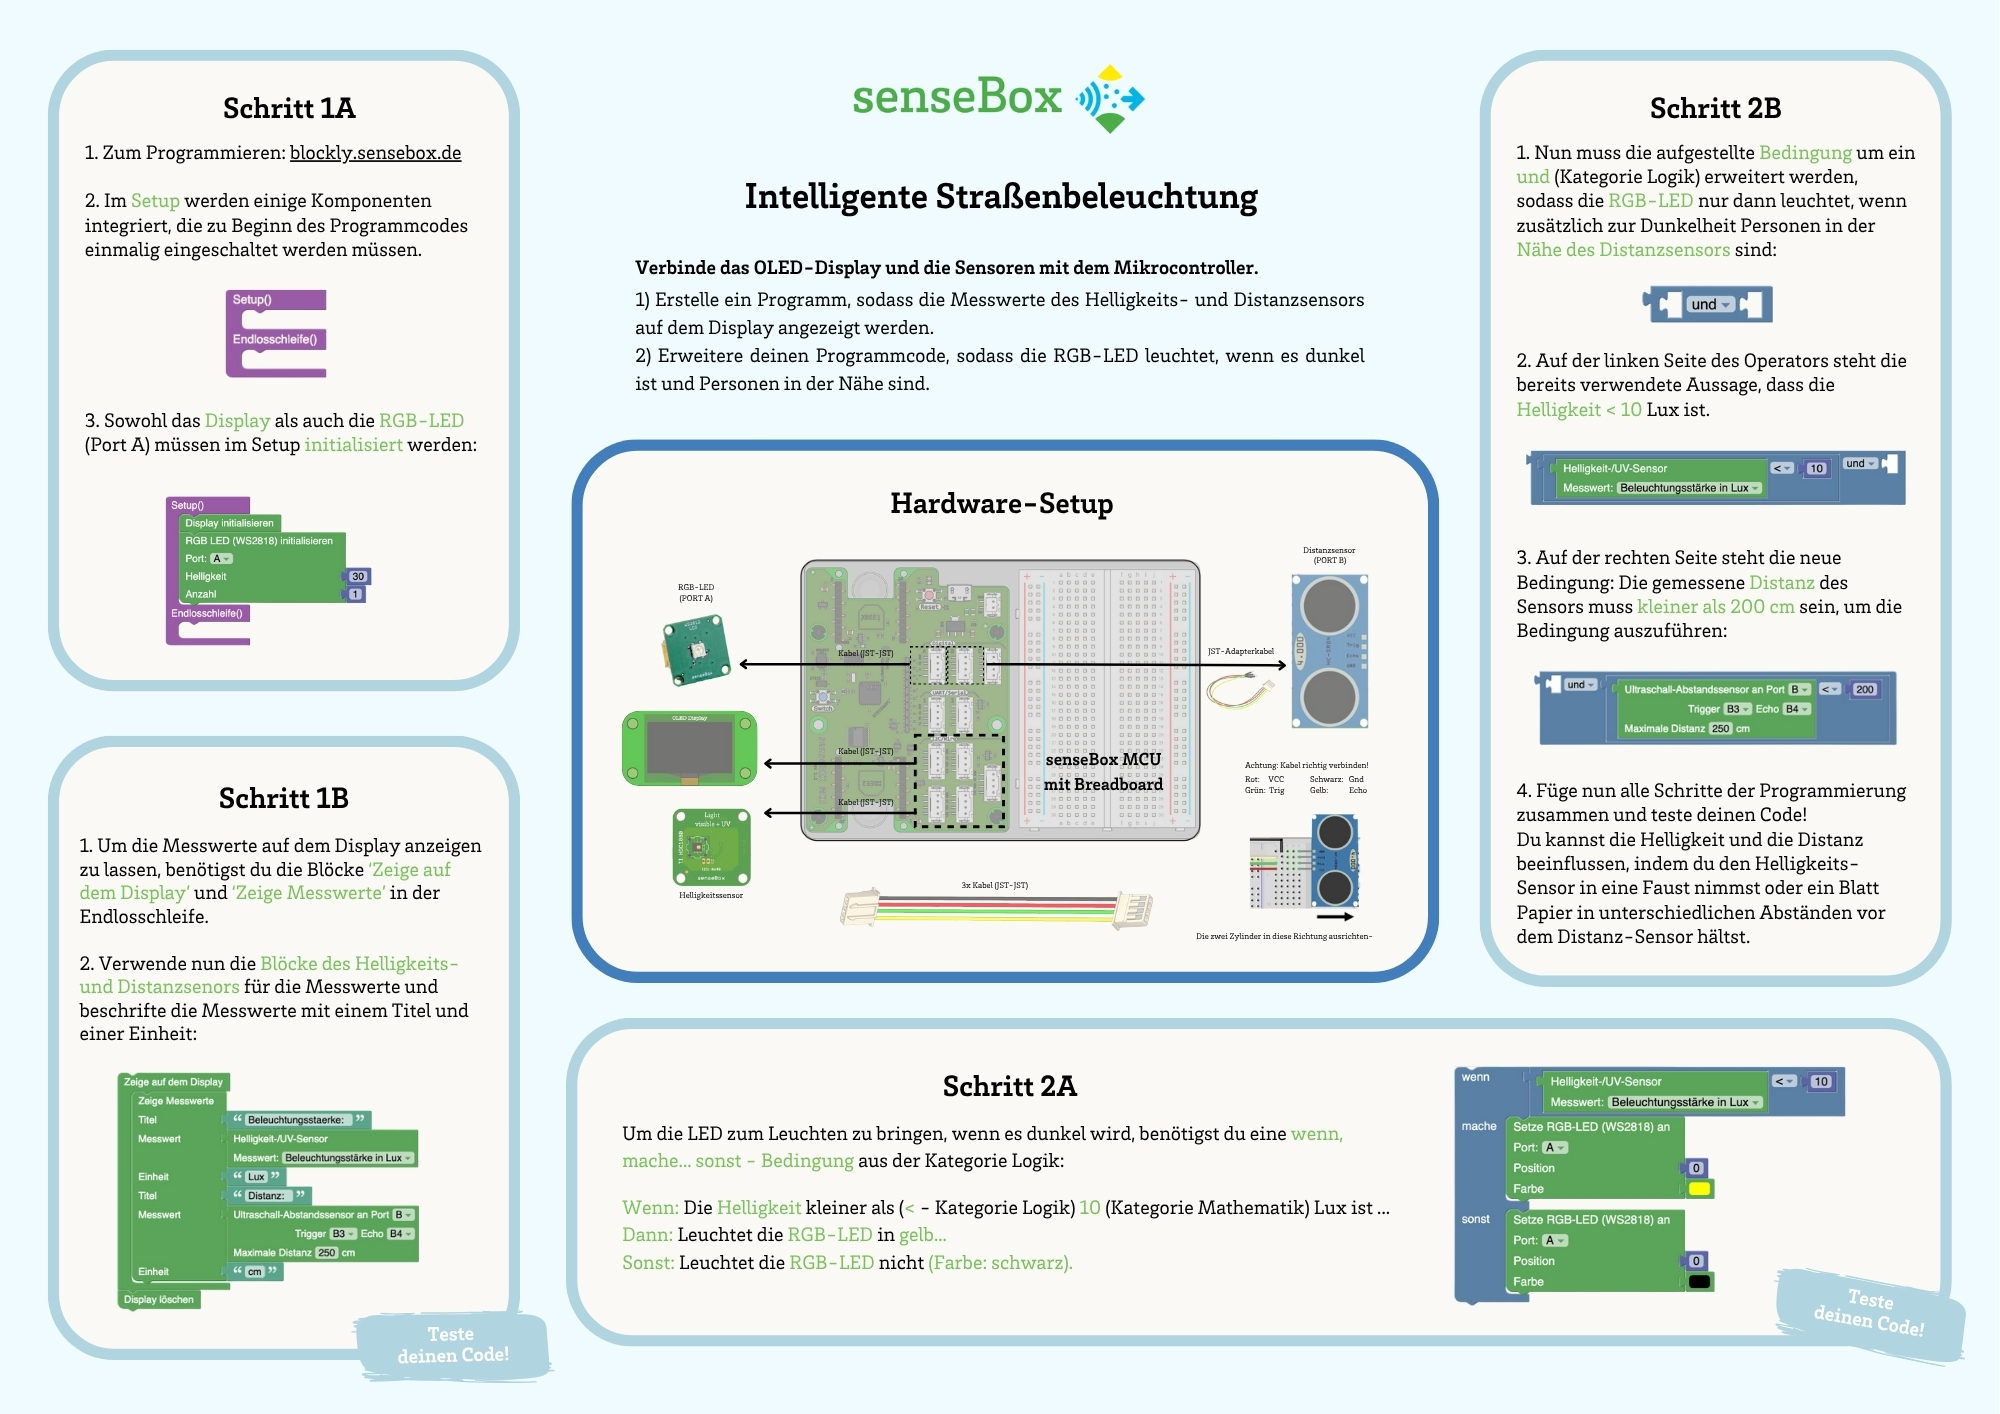 senseBox
Intelligente Straßenbeleuchtung
Verbinde das OLED-Display und die Sensoren mit dem Mikrocontroller.
1) Erstelle ein Programm, sodass die Messwerte des Helligkeits- und Distanzsensors
auf dem Display angezeigt werden.
2) Erweitere deinen Programmcode, sodass die RGB-LED leuchtet, wenn es dunkel
ist und Personen in der Nähe sind.
Schritt 1A
1. Zum Programmieren: blockly.sensebox.de
2. Im Setup werden einige Komponenten
integriert, die zu Beginn des Programmcodes
einmalig eingeschaltet werden müssen.
Setup()
Endlosschleife()
3. Sowohl das Display als auch die RGB-LED
(Port A) müssen im Setup initialisiert werden:
Setup()
Display initialisieren
RGB LED (WS2818) initialisieren
Port: A
Helligkeit 30
Anzahl 1
Endlosschleife()
Schritt 1B
1. Um die Messwerte auf dem Display anzeigen
zu lassen, benötigst du die Blöcke ‘Zeige auf
dem Display’ und ‘Zeige Messwerte’ in der
Endlosschleife.
2. Verwende nun die Blöcke des Helligkeits-
und Distanzsenors für die Messwerte und
beschrifte die Messwerte mit einem Titel und
einer Einheit:
Zeige auf dem Display
Zeige Messwerte
Titel “ Beleuchtungsstaerke: ”
Messwert Helligkeit-/UV-Sensor
Messwert: Beleuchtungsstärke in Lux
Einheit “ Lux ”
Titel “ Distanz: ”
Messwert Ultraschall-Abstandssensor an Port B
Trigger B3 Echo B4
Maximale Distanz 250 cm
Einheit “ cm ”
Display löschen
Teste
deinen Code!
Hardware-Setup
RGB-LED
(PORT A)
Distanzsensor
(PORT B)
Reset
Kabel (JST-JST)
JST-Adapterkabel
UART/Serial
Switch
OLED Display
Kabel (JST-JST)
senseBox MCU
mit Breadboard
Achtung: Kabel richtig verbinden!
Rot: VCC Schwarz: Gnd
Grün: Trig Gelb: Echo
Kabel (JST-JST)
Light
visible + UV
senseBox
Helligkeitssensor
3x Kabel (JST-JST)
Die zwei Zylinder in diese Richtung ausrichten-
Schritt 2A
Um die LED zum Leuchten zu bringen, wenn es dunkel wird, benötigst du eine wenn,
mache... sonst - Bedingung aus der Kategorie Logik:
Wenn: Die Helligkeit kleiner als (< - Kategorie Logik) 10 (Kategorie Mathematik) Lux ist ...
Dann: Leuchtet die RGB-LED in gelb...
Sonst: Leuchtet die RGB-LED nicht (Farbe: schwarz).
wenn Helligkeit-/UV-Sensor < 10
Messwert: Beleuchtungsstärke in Lux
mache Setze RGB-LED (WS2818) an
Port: A
Position 0
Farbe
sonst Setze RGB-LED (WS2818) an
Port: A
Position 0
Farbe
Teste
deinen Code!
Schritt 2B
1. Nun muss die aufgestellte Bedingung um ein
und (Kategorie Logik) erweitert werden,
sodass die RGB-LED nur dann leuchtet, wenn
zusätzlich zur Dunkelheit Personen in der
Nähe des Distanzsensors sind:
und
2. Auf der linken Seite des Operators steht die
bereits verwendete Aussage, dass die
Helligkeit < 10 Lux ist.
Helligkeit-/UV-Sensor < 10 und
Messwert: Beleuchtungsstärke in Lux
3. Auf der rechten Seite steht die neue
Bedingung: Die gemessene Distanz des
Sensors muss kleiner als 200 cm sein, um die
Bedingung auszuführen:
und Ultraschall-Abstandssensor an Port B < 200
Trigger B3 Echo B4
Maximale Distanz 250 cm
4. Füge nun alle Schritte der Programmierung
zusammen und teste deinen Code!
Du kannst die Helligkeit und die Distanz
beeinflussen, indem du den Helligkeits-
Sensor in eine Faust nimmst oder ein Blatt
Papier in unterschiedlichen Abständen vor
dem Distanz-Sensor hältst.